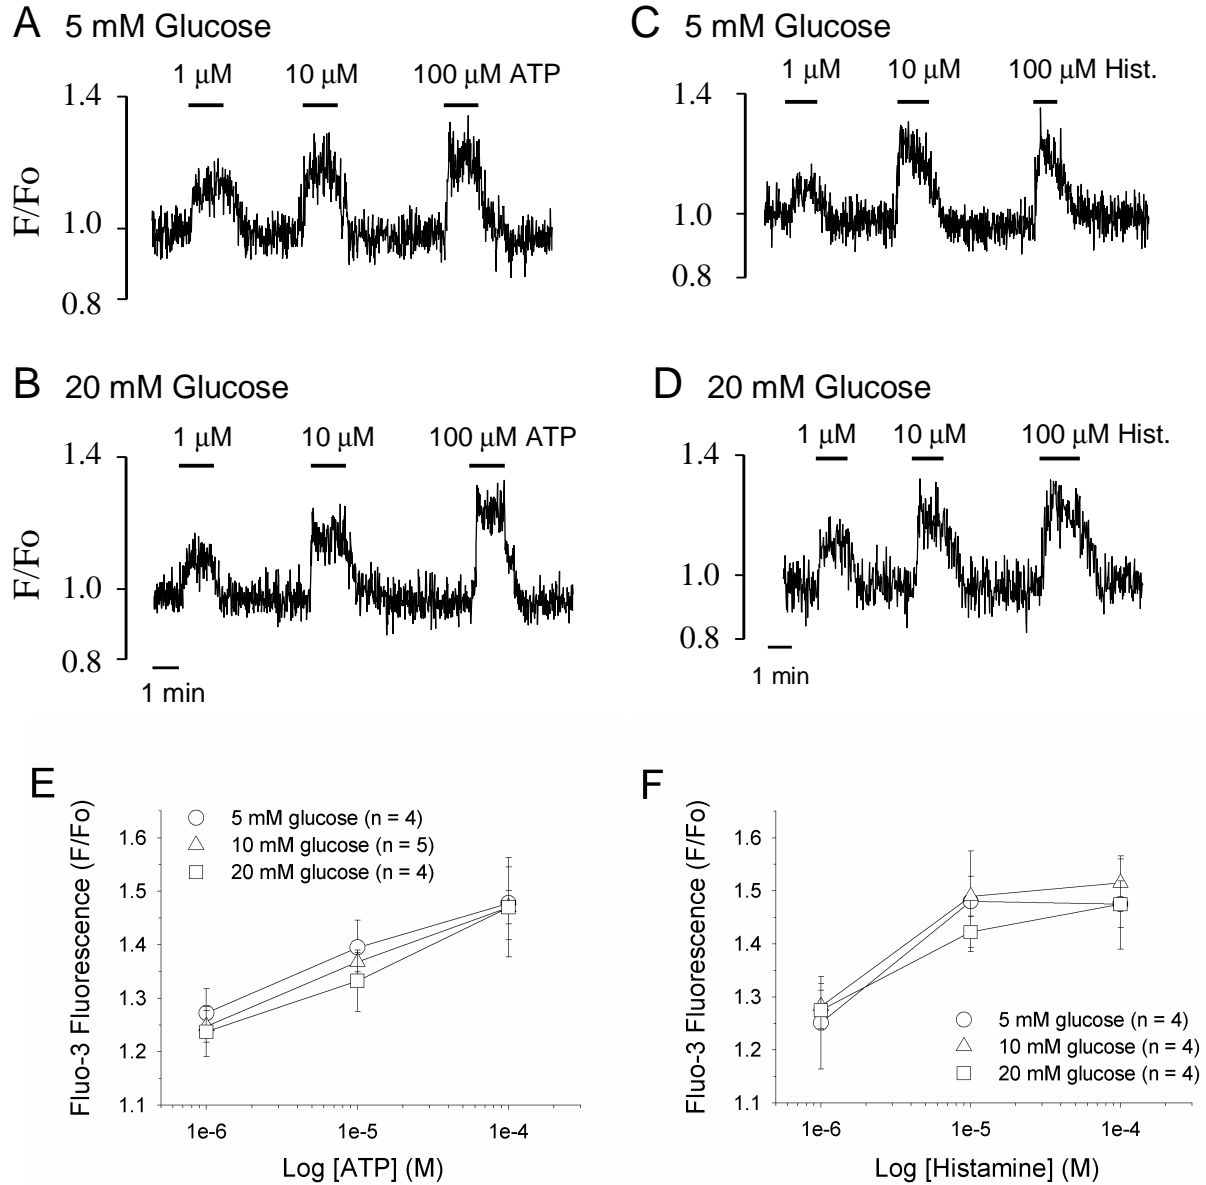 A 5 mM Glucose
1 μM 10 μM 100 μM ATP
1.4
1.0
0.8
F/Fo
C 5 mM Glucose
1 μM 10 μM 100 μM Hist.
1.4
1.0
0.8
B 20 mM Glucose
1 μM 10 μM 100 μM ATP
1.4
1.0
0.8
F/Fo
1 min
D 20 mM Glucose
1 μM 10 μM 100 μM Hist.
1.4
1.0
0.8
1 min
E
Fluo-3 Fluorescence (F/Fo)
5 mM glucose (n = 4)
10 mM glucose (n = 5)
20 mM glucose (n = 4)
1.6
1.5
1.4
1.3
1.2
1.1
1e-6 1e-5 1e-4
Log [ATP] (M)
F
Fluo-3 Fluorescence (F/Fo)
1.6
1.5
1.4
1.3
1.2
1.1
5 mM glucose (n = 4)
10 mM glucose (n = 4)
20 mM glucose (n = 4)
1e-6 1e-5 1e-4
Log [Histamine] (M)